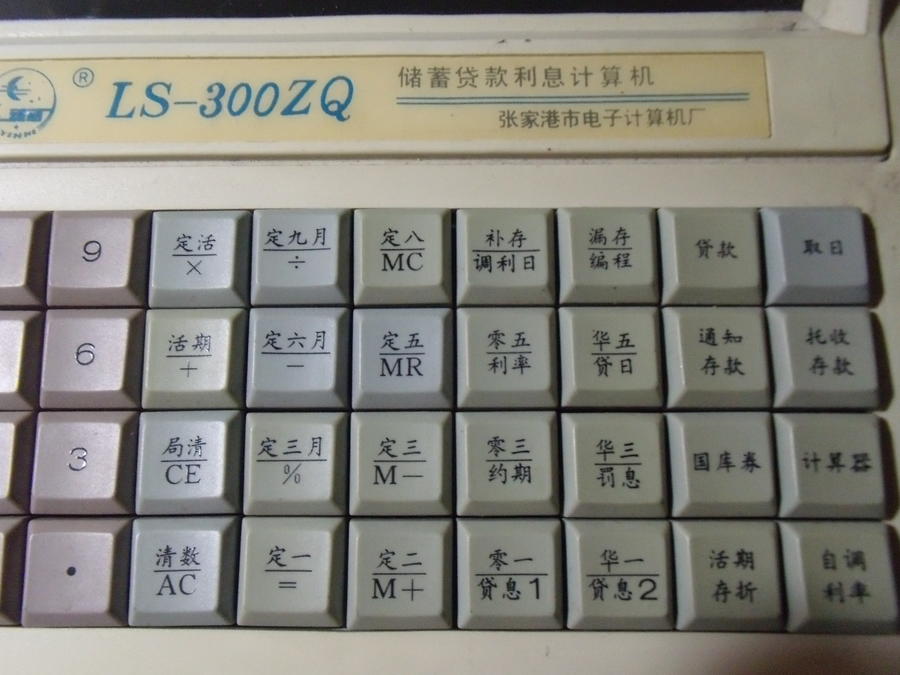 ® LS-300ZQ 储蓄贷款利息计算机
张家港市电子计算机厂
9 定活 定九月 定八 补存 漏存 贷款 取日
× ÷ MC 调利日 编程
6 活期 定六月 定五 零五 华五 通知 托收
+ − MR 利率 贷日 存款 存款
3 局清 定三月 定三 零三 华三 国库券 计算器
CE % M− 约期 罚息
• 清数 定一 定二 零一 华一 活期 自调
AC = M+ 贷息1 贷息2 存折 利率